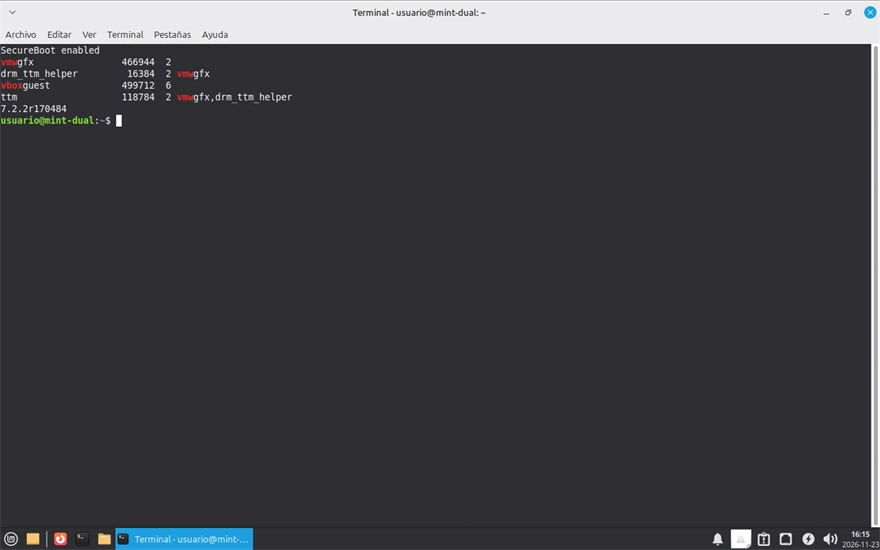 Terminal - usuario@mint-dual: ~
Archivo Editar Ver Terminal Pestañas Ayuda
SecureBoot enabled
vmwgfx 466944 2
drm_ttm_helper 16384 2 vmwgfx
vboxguest 499712 6
ttm 118784 2 vmwgfx,drm_ttm_helper
7.2.2r170484
usuario@mint-dual:~$
Terminal - usuario@mint-...
16:15
2026-11-23